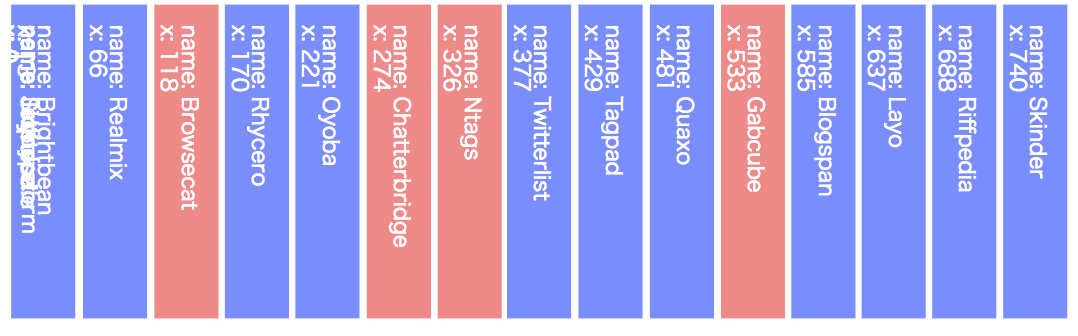 name: Brightbean
name: Realmix
x: 66
name: Browsecat
x: 118
name: Rhycero
x: 170
name: Oyoba
x: 221
name: Chatterbridge
x: 274
name: Ntags
x: 326
name: Twitterlist
x: 377
name: Tagpad
x: 429
name: Quaxo
x: 481
name: Gabcube
x: 533
name: Blogspan
x: 585
name: Layo
x: 637
name: Riffpedia
x: 688
name: Skinder
x: 740